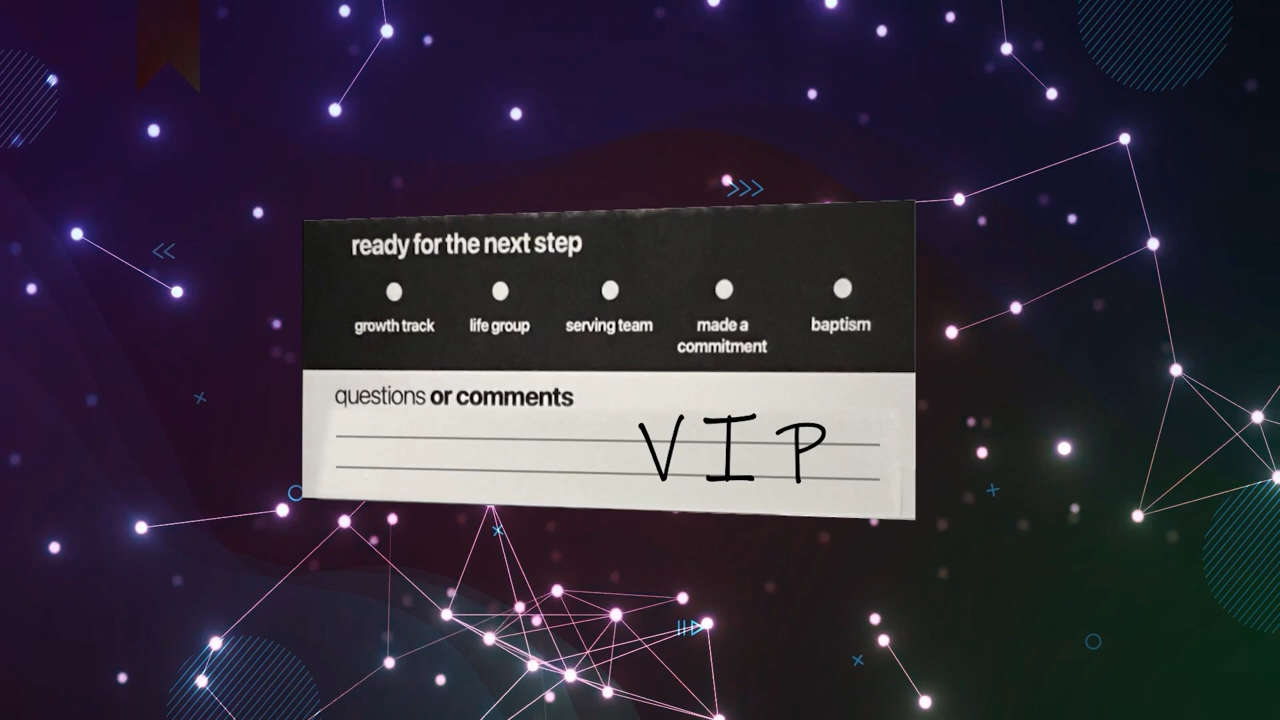 ready for the next step
growth track life group serving team made a commitment baptism
questions or comments
VIP